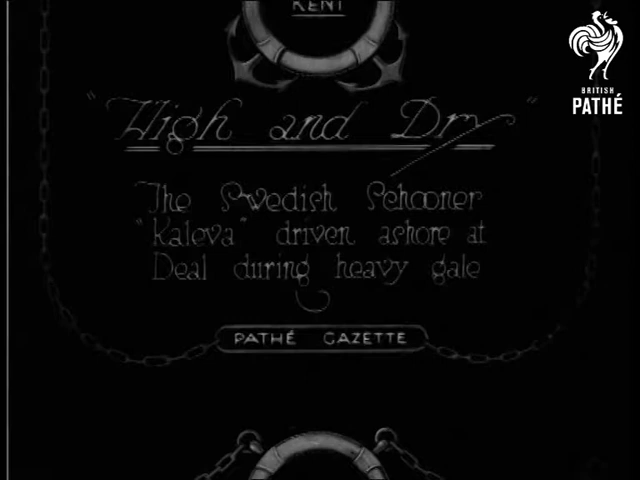 KENT
BRITISH
PATHÉ
"High and Dry"
The Swedish Schooner
"Kaleva" driven ashore at
Deal during heavy gale
PATHÉ GAZETTE